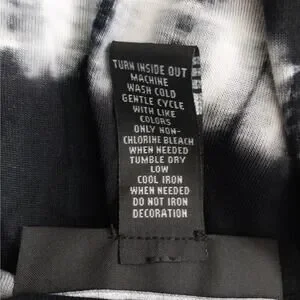 TURN INSIDE OUT
MACHINE
WASH COLD
GENTLE CYCLE
WITH LIKE
COLORS
ONLY NON-
CHLORINE BLEACH
WHEN NEEDED
TUMBLE DRY
LOW
COOL IRON
WHEN NEEDED
DO NOT IRON
DECORATION